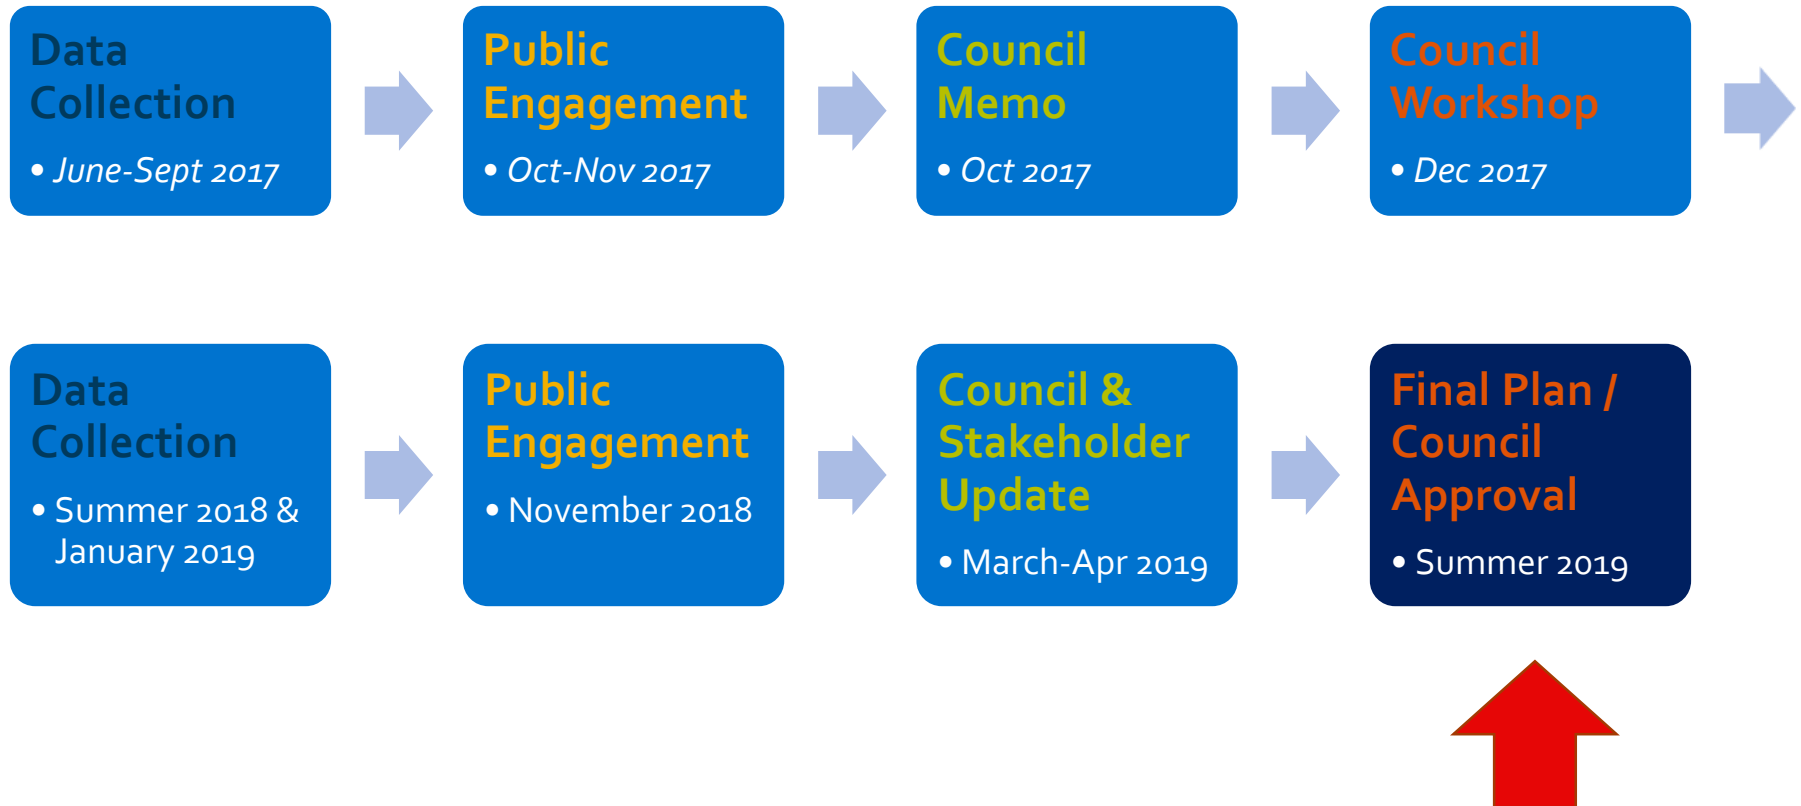 Data
Collection
• June-Sept 2017
Public
Engagement
• Oct-Nov 2017
Council
Memo
• Oct 2017
Council
Workshop
• Dec 2017
Data
Collection
• Summer 2018 &
January 2019
Public
Engagement
• November 2018
Council &
Stakeholder
Update
• March-Apr 2019
Final Plan /
Council
Approval
• Summer 2019